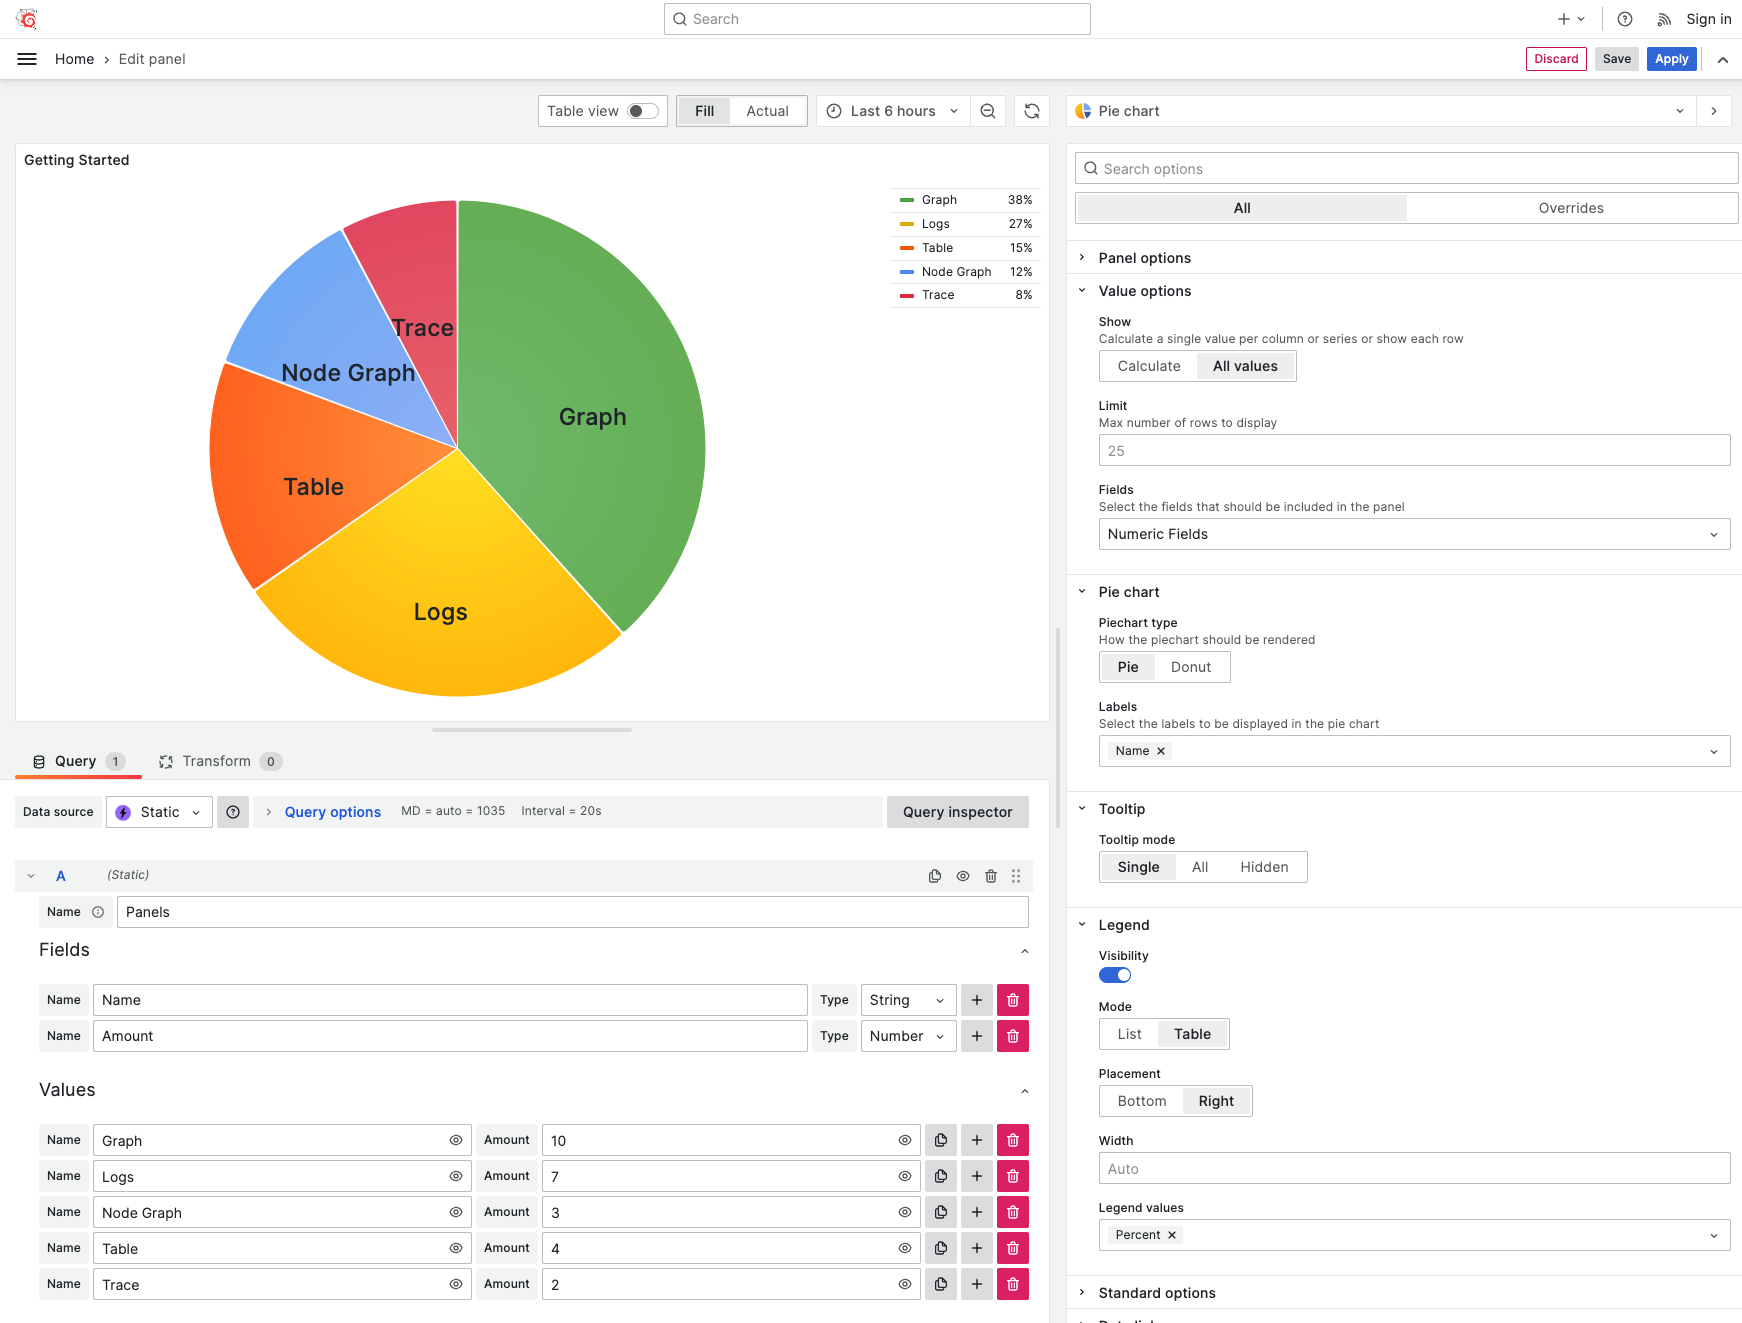 Search
Sign in
Home › Edit panel
Discard Save Apply
Table view Fill Actual Last 6 hours
Pie chart
Getting Started
Graph 38%
Logs 27%
Table 15%
Node Graph 12%
Trace 8%
Trace
Node Graph
Graph
Table
Logs
Query 1 Transform 0
Data source Static Query options MD = auto = 1035 Interval = 20s Query inspector
A (Static)
Name Panels
Fields
Name Name Type String
Name Amount Type Number
Values
Name Graph Amount 10
Name Logs Amount 7
Name Node Graph Amount 3
Name Table Amount 4
Name Trace Amount 2
Search options
All Overrides
Panel options
Value options
Show
Calculate a single value per column or series or show each row
Calculate All values
Limit
Max number of rows to display
25
Fields
Select the fields that should be included in the panel
Numeric Fields
Pie chart
Piechart type
How the piechart should be rendered
Pie Donut
Labels
Select the labels to be displayed in the pie chart
Name
Tooltip
Tooltip mode
Single All Hidden
Legend
Visibility
Mode
List Table
Placement
Bottom Right
Width
Auto
Legend values
Percent
Standard options